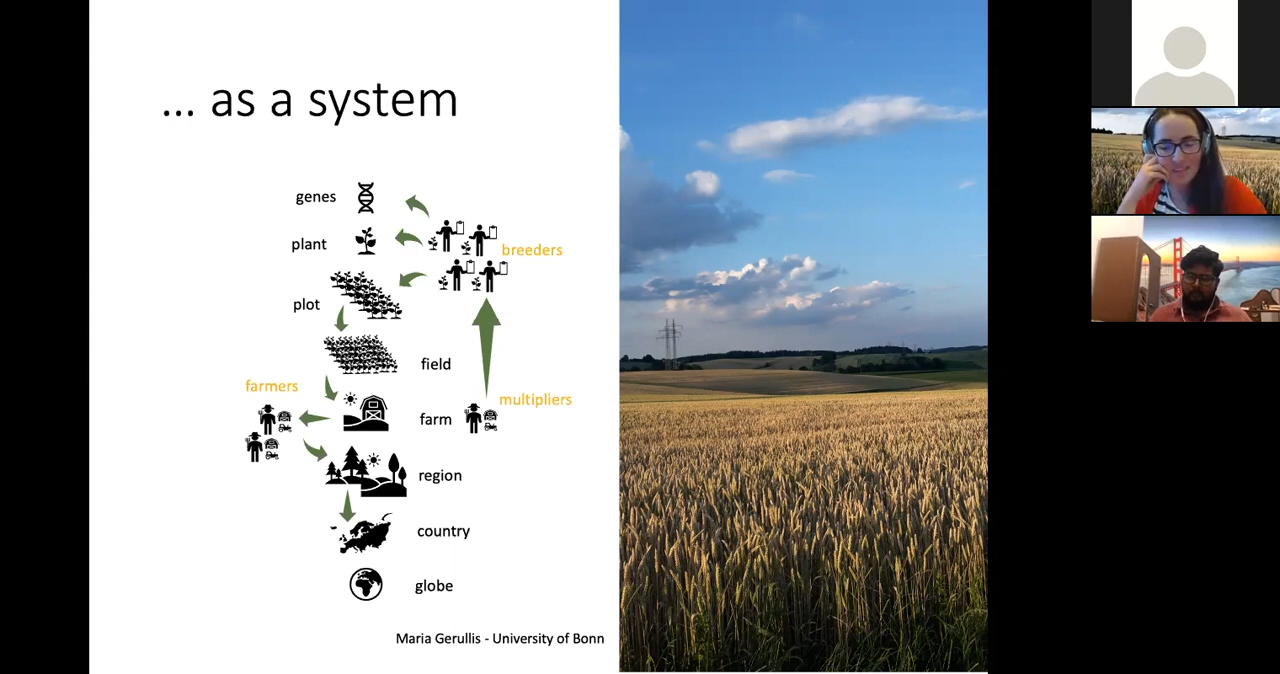 ... as a system
genes
plant
breeders
plot
field
farmers
multipliers
farm
region
country
globe
Maria Gerullis - University of Bonn